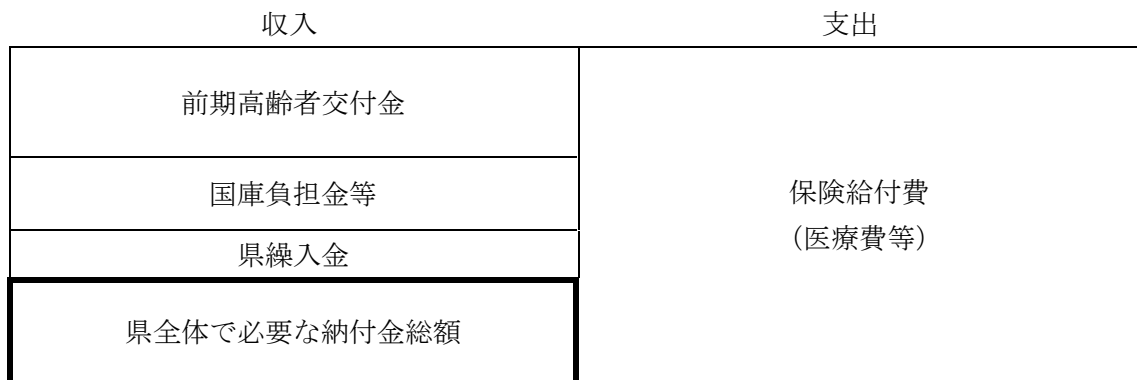 収入
支出
前期高齢者交付金
国庫負担金等
県繰入金
県全体で必要な納付金総額
保険給付費
（医療費等）